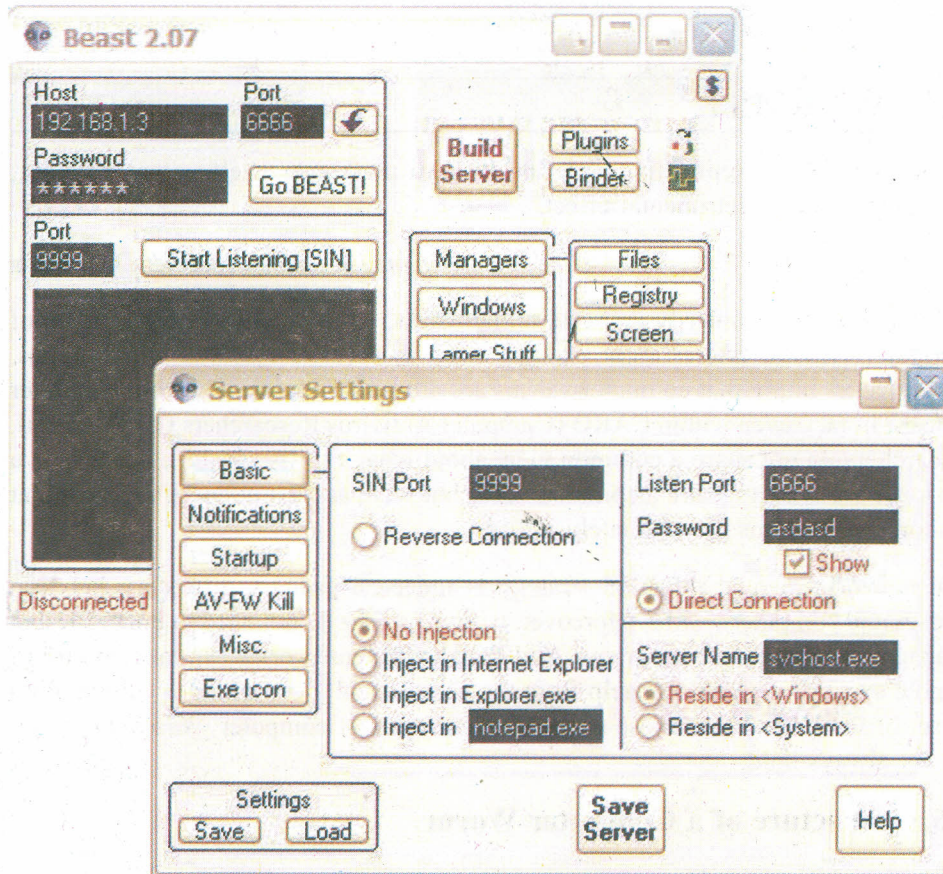 Beast 2.07
Host
Port
192.168.1.3
6666
Password
******
Go BEAST!
Build
Server
Plugins
Binder
$
Port
9999
Start Listening [SIN]
Managers
Windows
Lamer Stuff
Files
Registry
Screen
Disconnected
Server Settings
Basic
Notifications
Startup
AV-FW Kill
Misc.
Exe Icon
SIN Port
9999
Reverse Connection
Listen Port
6666
Password
asdasd
Show
Direct Connection
No Injection
Inject in Internet Explorer
Inject in Explorer.exe
Inject in
notepad.exe
Server Name
svchost.exe
Reside in <Windows>
Reside in <System>
Settings
Save
Load
Save
Server
Help